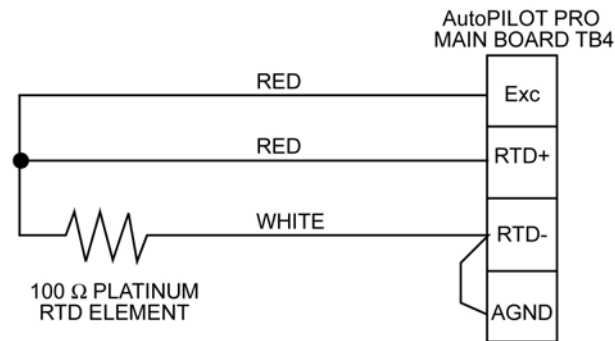 AutoPILOT PRO
MAIN BOARD TB4
RED
Exc
RED
RTD+
WHITE
RTD-
100 Ω PLATINUM
RTD ELEMENT
AGND